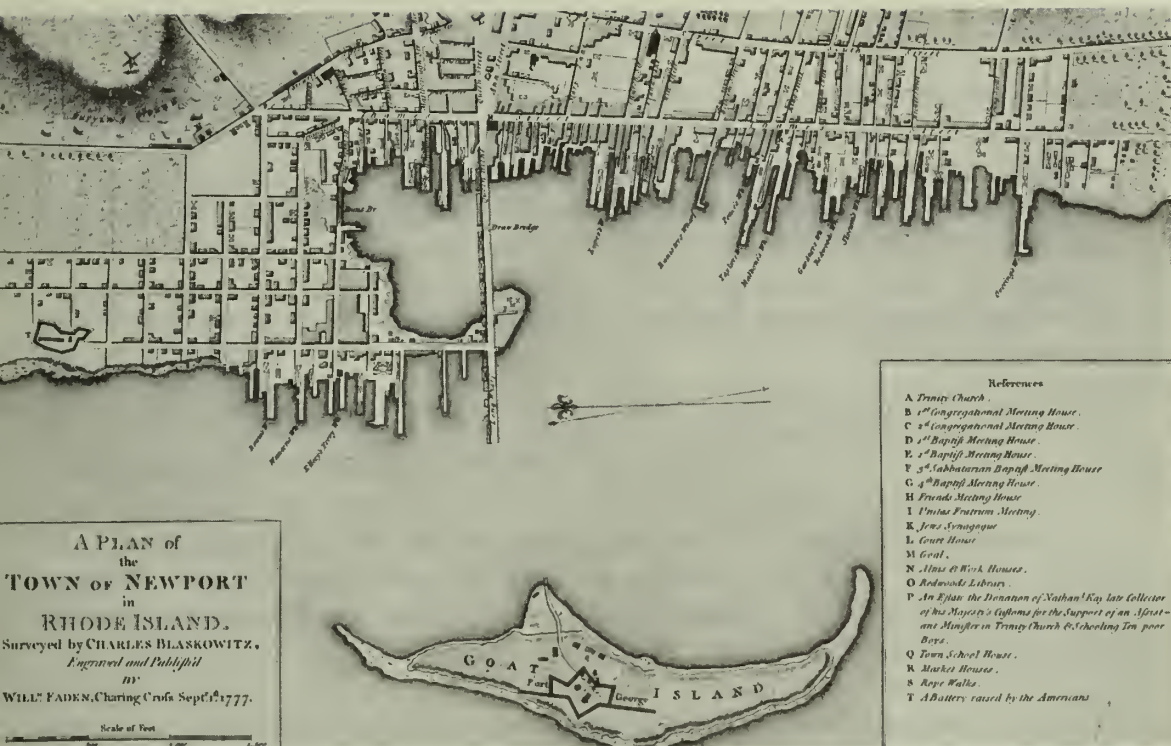 Draw Bridge
A PLAN of
the
TOWN OF NEWPORT
in
RHODE ISLAND.
Surveyed by CHARLES BLASKOWITZ,
Engraved and Publish'd
BY
WILL.m FADEN, Charing Cross Sept.r 1.st 1777.
Scale of Feet
GOAT
ISLAND
Fort
George
References
A Trinity Church.
B 1st Congregational Meeting House.
C 2d Congregational Meeting House.
D 1st Baptist Meeting House.
E 2d Baptist Meeting House.
F 3d Sabbatarian Baptist Meeting House
G 4th Baptist Meeting House.
H Friends Meeting House
I Unitas Fratrum Meeting.
K Jews Synagogue
L Court House
M Goal.
N Alms & Work Houses.
O Redwoods Library.
P An Estate the Donation of Nathan.l Kay late Collector
of his Majesty's Customs for the Support of an Assist-
ant Minister in Trinity Church & Schooling Ten poor
Boys.
Q Town School House.
R Market Houses.
S Rope Walks.
T A Battery raised by the Americans